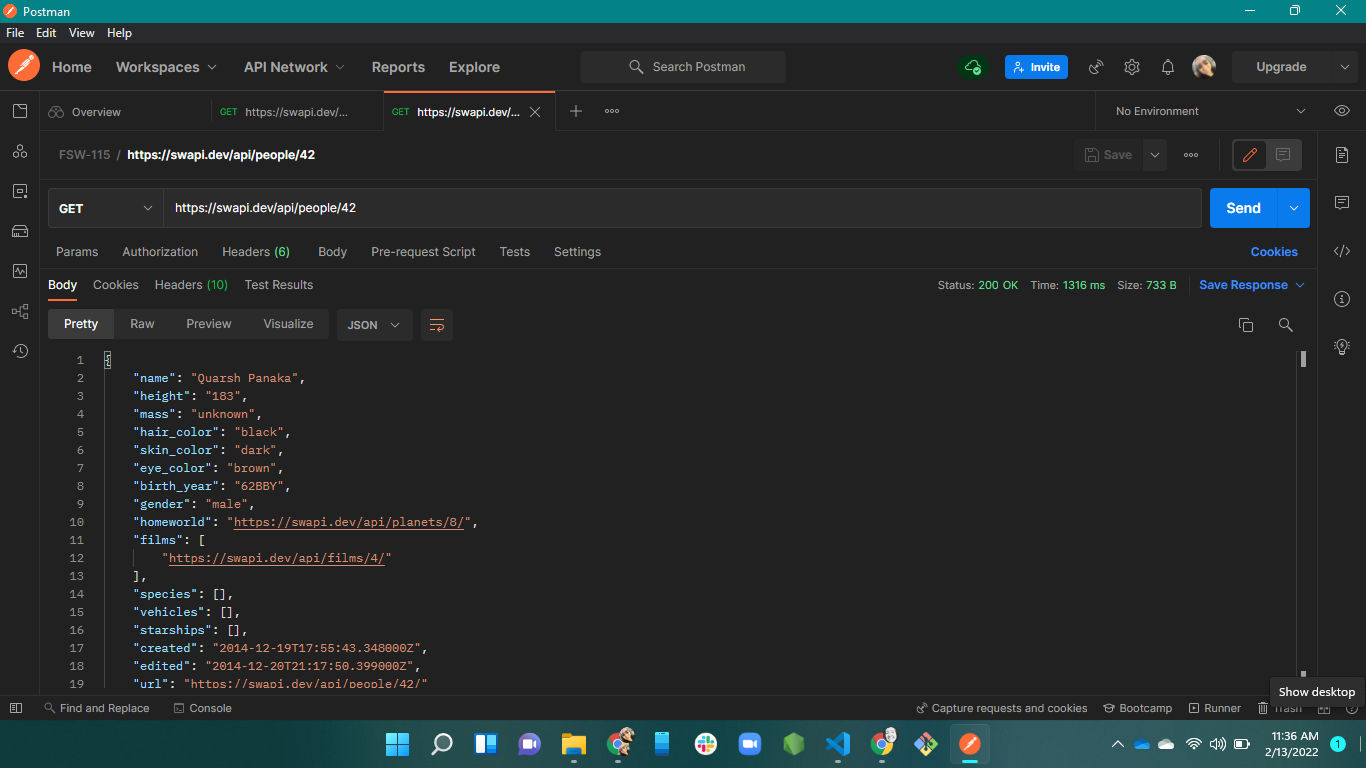 Postman
File Edit View Help
Home Workspaces API Network Reports Explore Search Postman Invite Upgrade
Overview GET https://swapi.dev/... GET https://swapi.dev/... No Environment
FSW-115 / https://swapi.dev/api/people/42 Save
GET https://swapi.dev/api/people/42 Send
Params Authorization Headers (6) Body Pre-request Script Tests Settings Cookies
Body Cookies Headers (10) Test Results Status: 200 OK Time: 1316 ms Size: 733 B Save Response
Pretty Raw Preview Visualize JSON
1 {
2 "name": "Quarsh Panaka",
3 "height": "183",
4 "mass": "unknown",
5 "hair_color": "black",
6 "skin_color": "dark",
7 "eye_color": "brown",
8 "birth_year": "62BBY",
9 "gender": "male",
10 "homeworld": "https://swapi.dev/api/planets/8/",
11 "films": [
12 "https://swapi.dev/api/films/4/"
13 ],
14 "species": [],
15 "vehicles": [],
16 "starships": [],
17 "created": "2014-12-19T17:55:43.348000Z",
18 "edited": "2014-12-20T21:17:50.399000Z",
19 "url": "https://swapi.dev/api/people/42/"
Show desktop
Find and Replace Console Capture requests and cookies Bootcamp Runner Trash
11:36 AM
2/13/2022 1